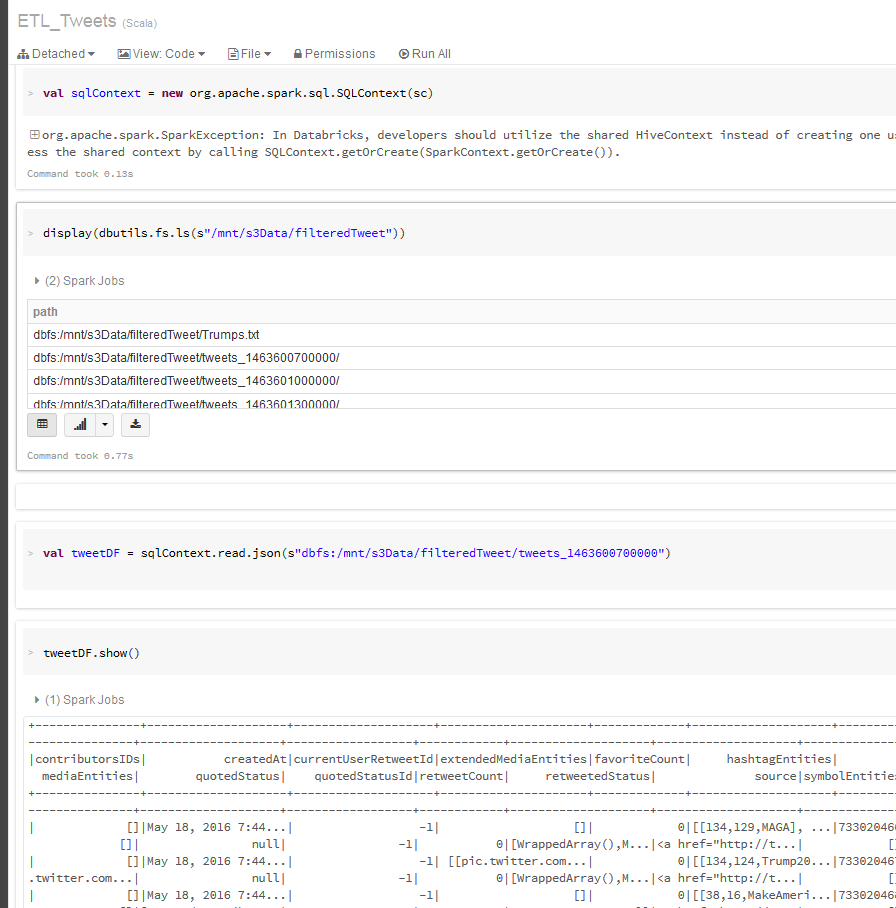 ETL_Tweets (Scala)
Detached View: Code File Permissions Run All
> val sqlContext = new org.apache.spark.sql.SQLContext(sc)
org.apache.spark.SparkException: In Databricks, developers should utilize the shared HiveContext instead of creating one
ess the shared context by calling SQLContext.getOrCreate(SparkContext.getOrCreate()).
Command took 0.13s
> display(dbutils.fs.ls(s"/mnt/s3Data/filteredTweet"))
(2) Spark Jobs
path
dbfs:/mnt/s3Data/filteredTweet/Trumps.txt
dbfs:/mnt/s3Data/filteredTweet/tweets_1463600700000/
dbfs:/mnt/s3Data/filteredTweet/tweets_1463601000000/
dbfs:/mnt/s3Data/filteredTweet/tweets_1463601300000/
Command took 0.77s
> val tweetDF = sqlContext.read.json(s"dbfs:/mnt/s3Data/filteredTweet/tweets_1463600700000")
> tweetDF.show()
(1) Spark Jobs
+---------------+--------------------+--------------------+---------------------+-------------+--------------------+--------
---------------+--------------------+------------------+------------+--------------------+--------------------+-------------
|contributorsIDs| createdAt|currentUserRetweetId|extendedMediaEntities|favoriteCount| hashtagEntities|
mediaEntities| quotedStatus| quotedStatusId|retweetCount| retweetedStatus| source|symbolEntitie
+---------------+--------------------+--------------------+---------------------+-------------+--------------------+--------
---------------+--------------------+------------------+------------+--------------------+--------------------+-------------
| []|May 18, 2016 7:44...| -1| []| 0|[[134,129,MAGA], ...|73302046
[]| null| -1| 0|[WrappedArray(),M...|<a href="http://t...| [
| []|May 18, 2016 7:44...| -1| [[pic.twitter.com...| 0|[[134,124,Trump20...|73302046
.twitter.com...| null| -1| 0|[WrappedArray(),M...|<a href="http://t...| [
| []|May 18, 2016 7:44...| -1| []| 0|[[38,16,MakeAmeri...|73302046